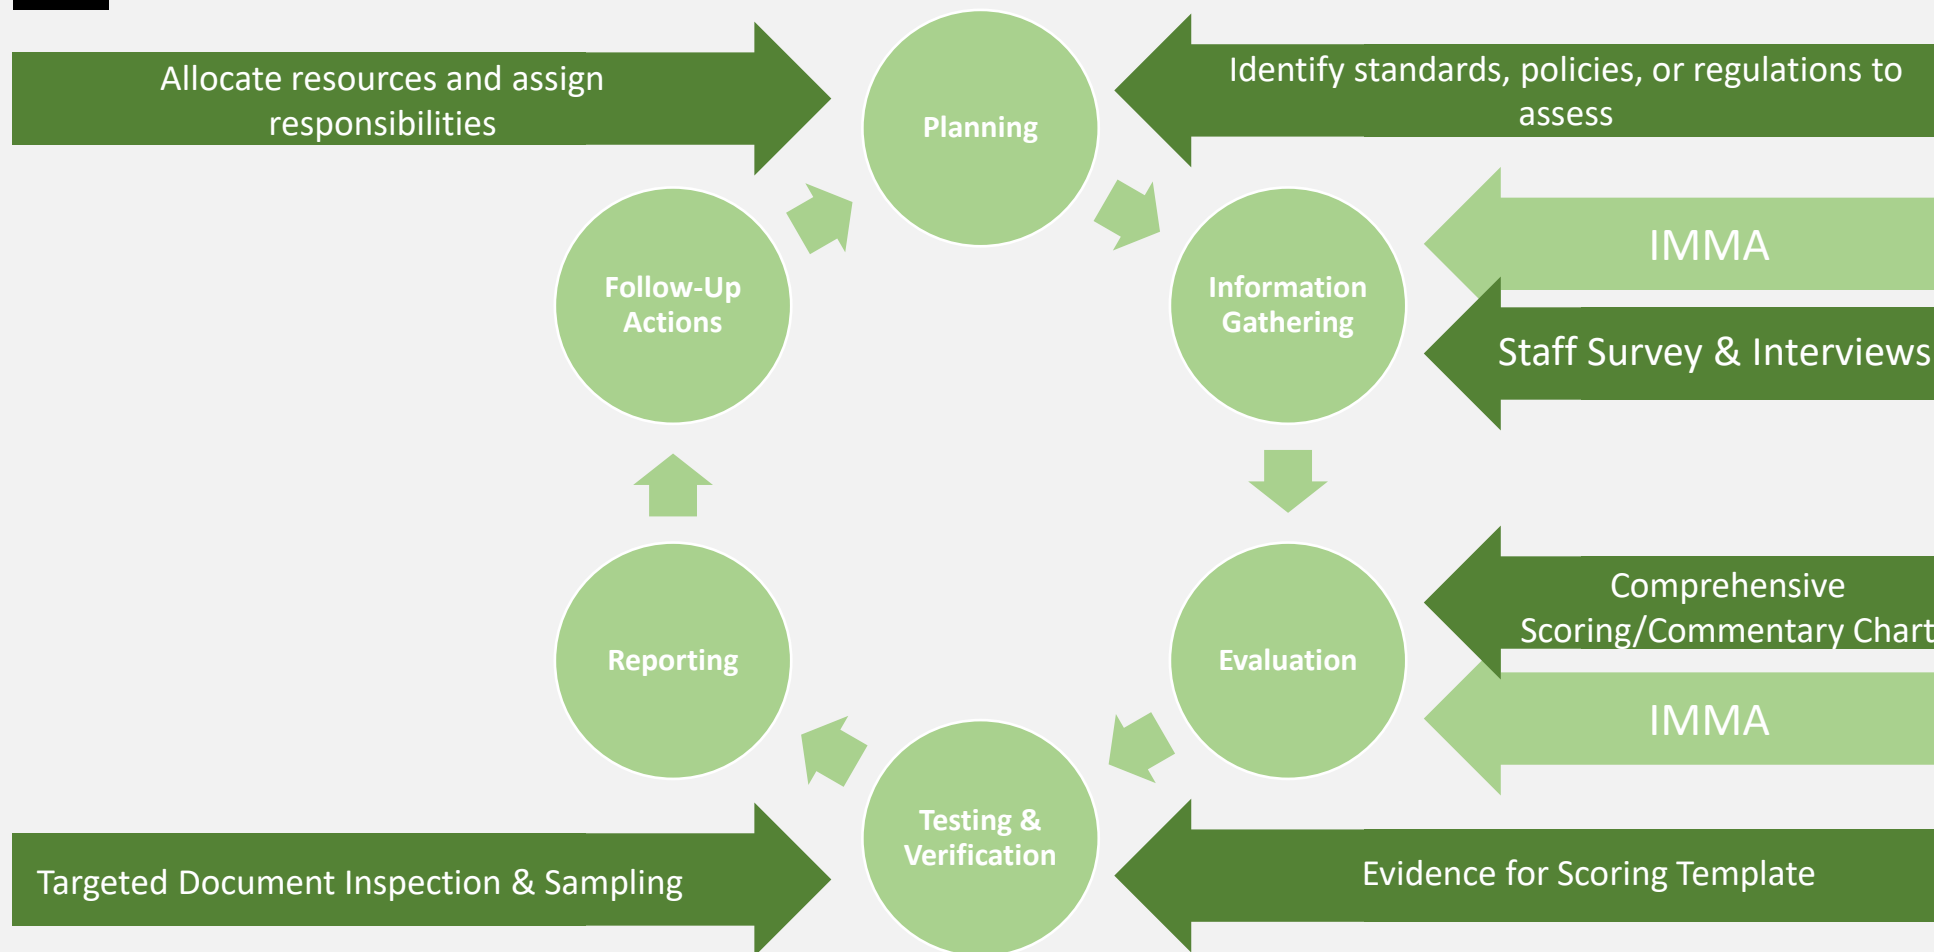 Allocate resources and assign
responsibilities
Planning
Identify standards, policies, or regulations to
assess
Follow-Up
Actions
Information
Gathering
IMMA
Staff Survey & Interviews
Reporting
Evaluation
Comprehensive
Scoring/Commentary Chart
IMMA
Testing &
Verification
Targeted Document Inspection & Sampling
Evidence for Scoring Template